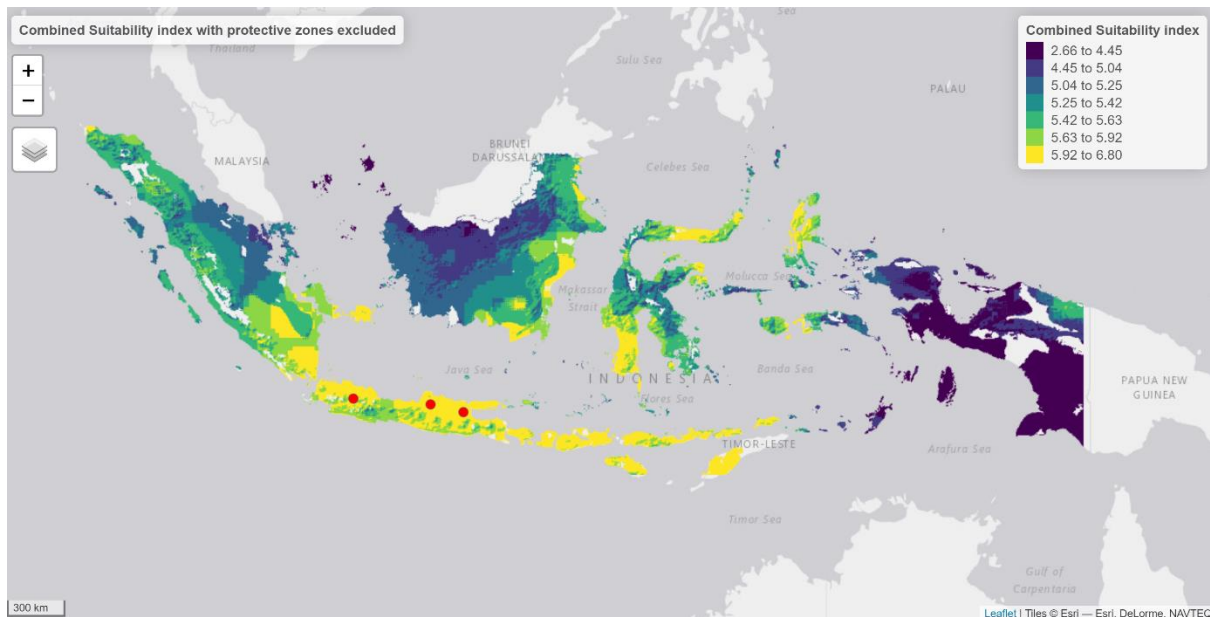 Combined Suitability index with protective zones excluded
Combined Suitability index
2.66 to 4.45
4.45 to 5.04
5.04 to 5.25
5.25 to 5.42
5.42 to 5.63
5.63 to 5.92
5.92 to 6.80
+
−
Thailand
Sea
Sulu Sea
PALAU
BRUNEI
DARUSSALA
MALAYSIA
Celebes Sea
Molucca Sea
Makassar
Strait
Java Sea
Banda Sea
INDONESIA
Flores Sea
PAPUA NEW
GUINEA
TIMOR-LESTE
Arafura Sea
Timor Sea
Gulf of
Carpentaria
300 km
Leaflet | Tiles © Esri — Esri, DeLorme, NAVTEQ